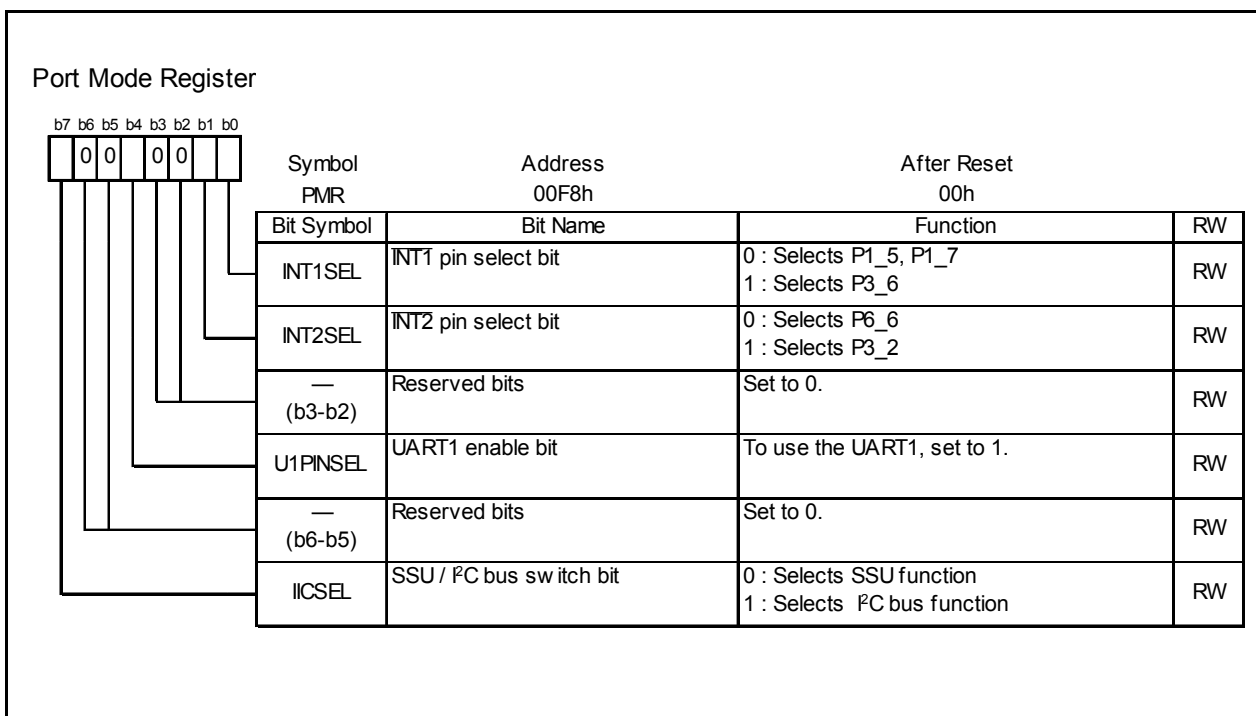 Port Mode Register
b7 b6 b5 b4 b3 b2 b1 b0
0 0 0 0
Symbol Address After Reset
PMR 00F8h 00h
Bit Symbol Bit Name Function RW
INT1SEL INT1 pin select bit 0 : Selects P1_5, P1_7
1 : Selects P3_6 RW
INT2SEL INT2 pin select bit 0 : Selects P6_6
1 : Selects P3_2 RW
—
(b3-b2) Reserved bits Set to 0. RW
U1PINSEL UART1 enable bit To use the UART1, set to 1. RW
—
(b6-b5) Reserved bits Set to 0. RW
IICSEL SSU / I²C bus switch bit 0 : Selects SSU function
1 : Selects I²C bus function RW